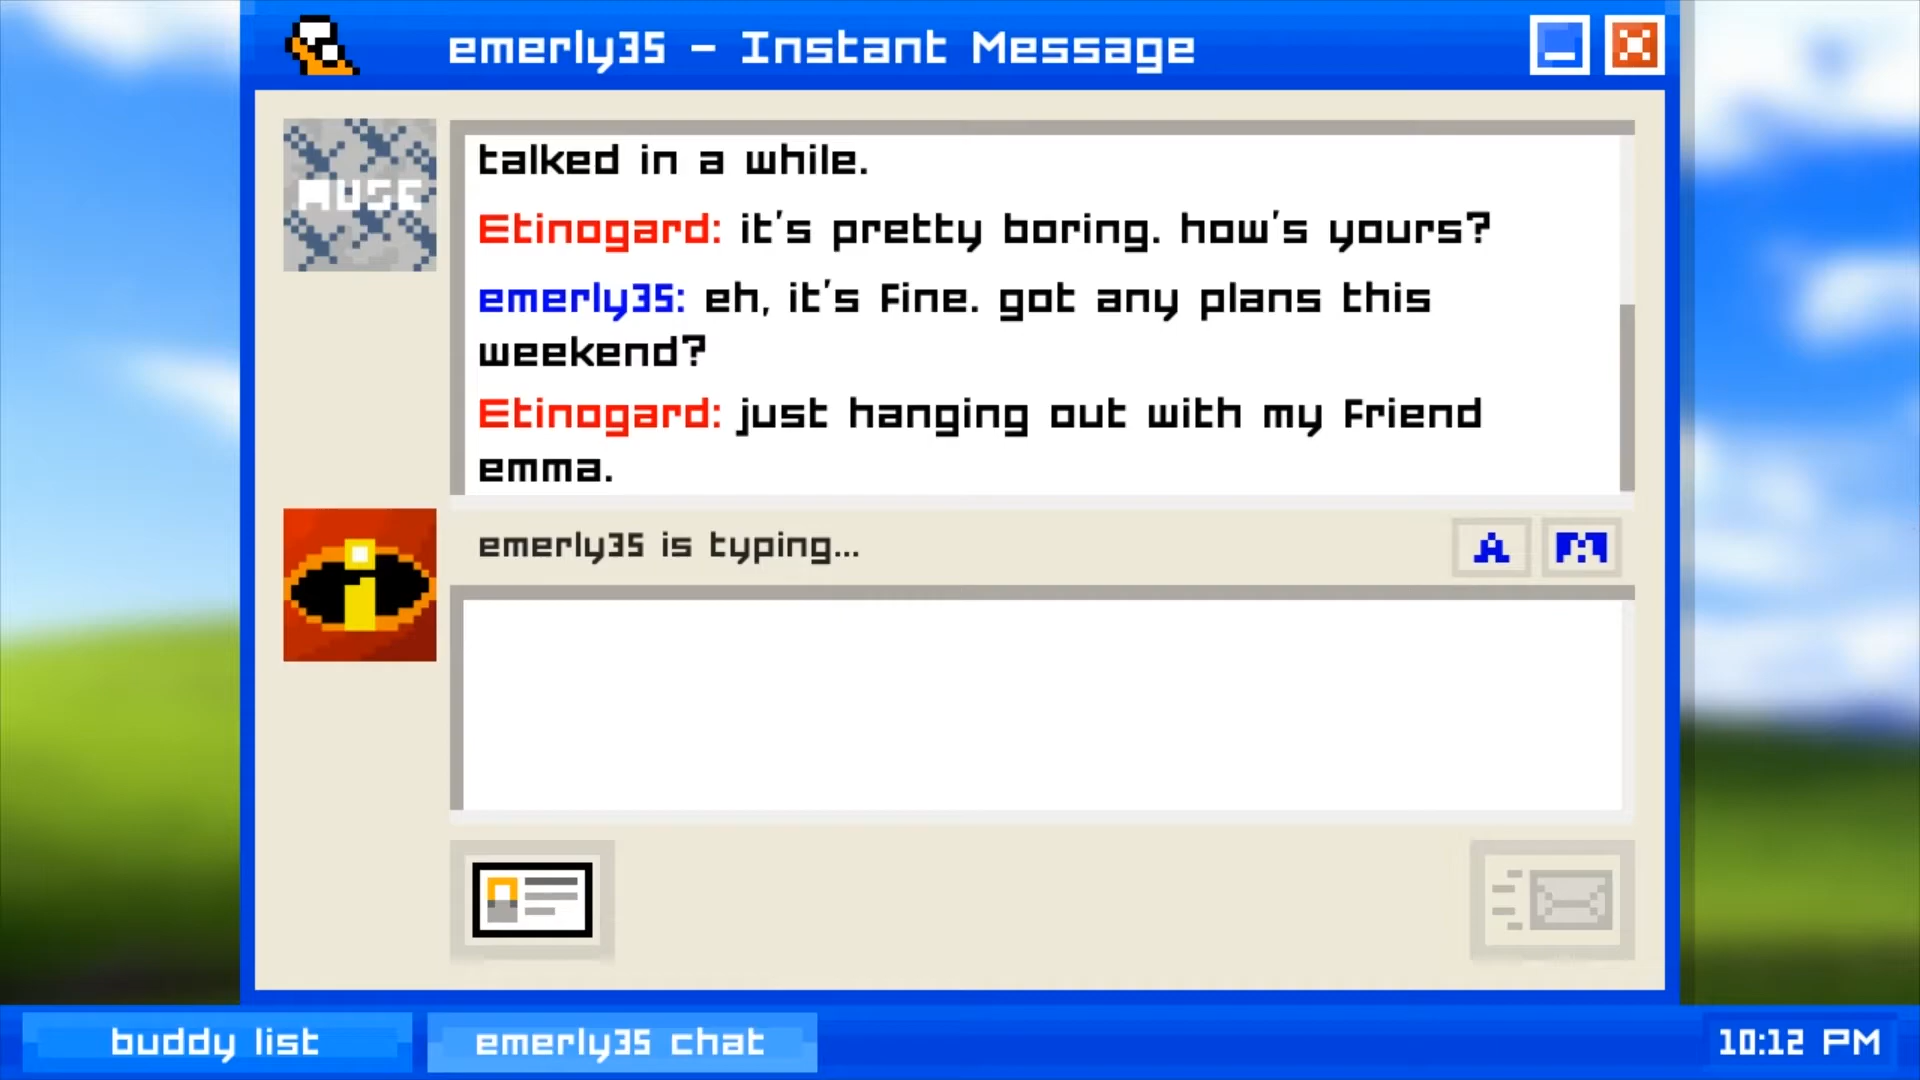 emerly35 – Instant Message
MUSE
talked in a while.
Etinogard: it's pretty boring. how's yours?
emerly35: eh, it's fine. got any plans this
weekend?
Etinogard: just hanging out with my friend
emma.
emerly35 is typing...
A
buddy list
emerly35 chat
10:12 PM